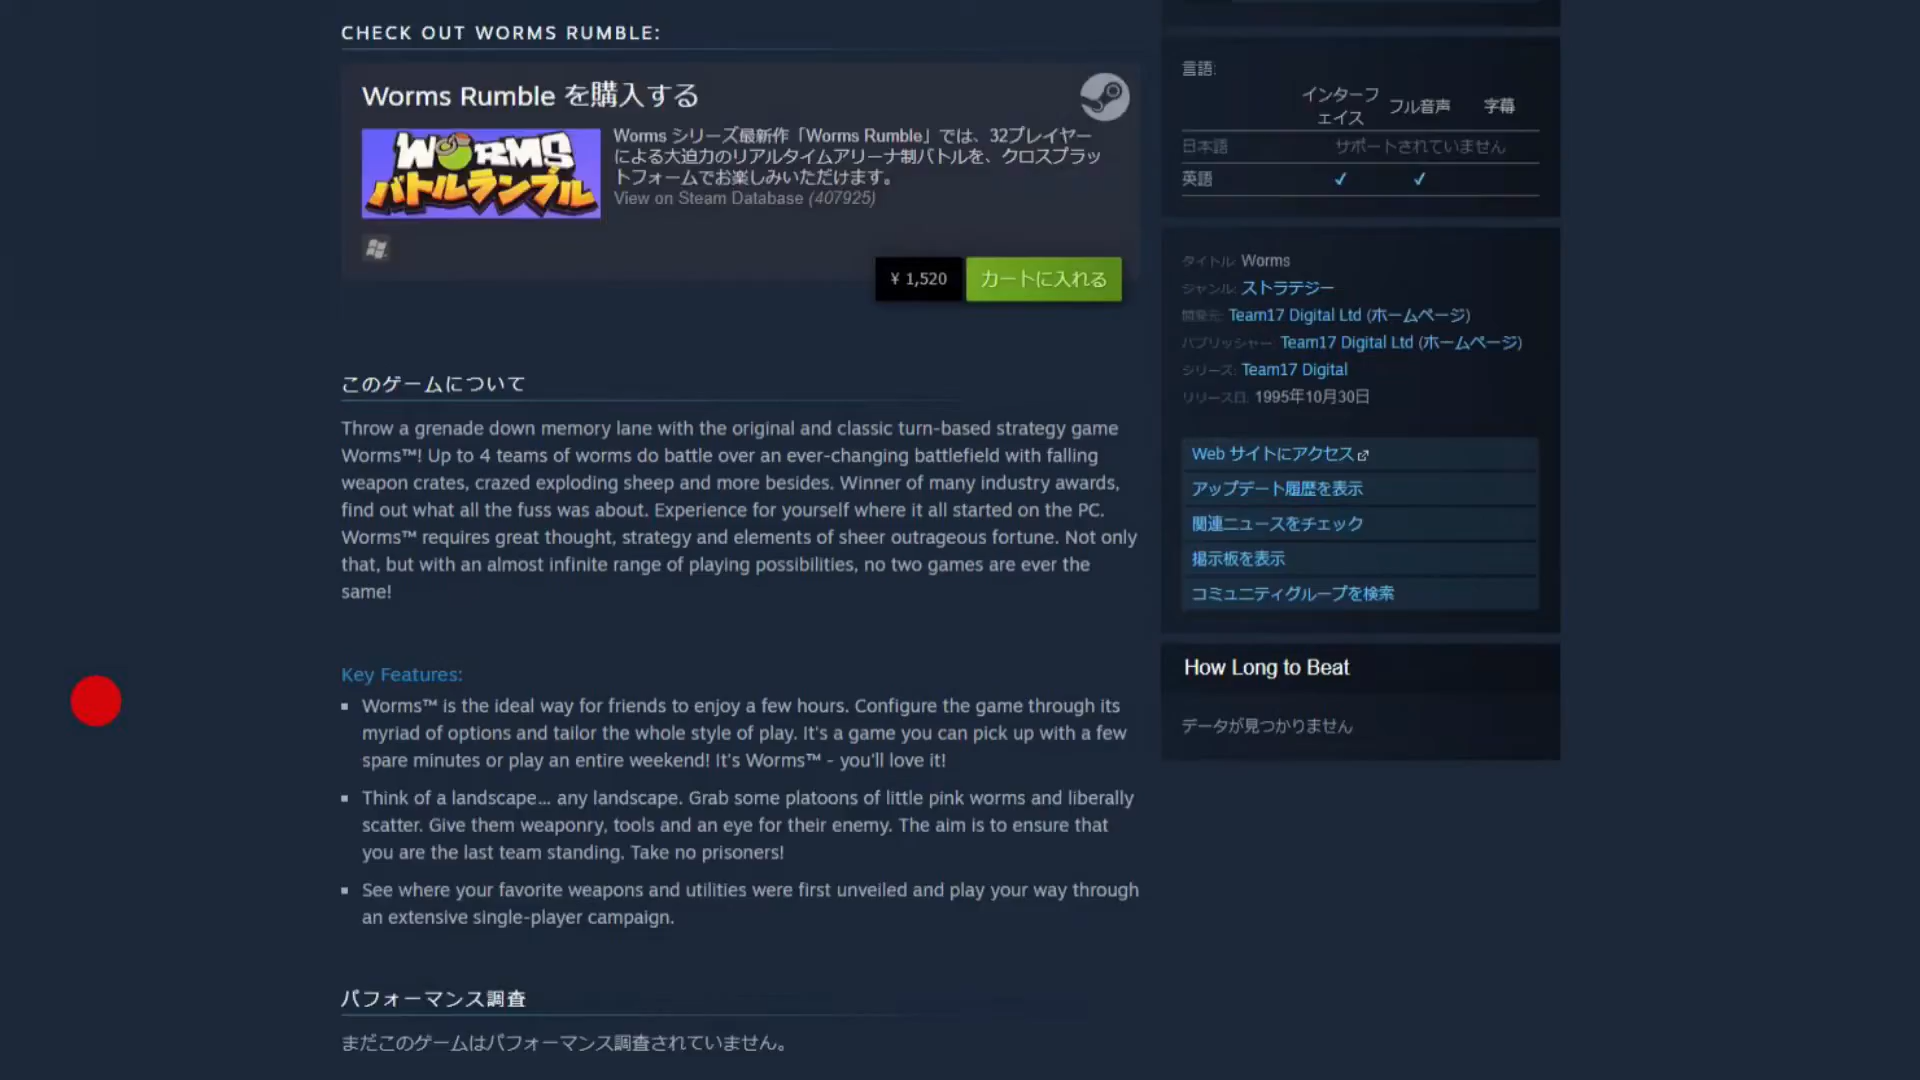 CHECK OUT WORMS RUMBLE:
Worms Rumble を購入する
WORMS
バトルランブル
Worms シリーズ最新作「Worms Rumble」では、32プレイヤー
による大迫力のリアルタイムアリーナ制バトルを、クロスプラッ
トフォームでお楽しみいただけます。
View on Steam Database (407925)
¥ 1,520
カートに入れる
このゲームについて
Throw a grenade down memory lane with the original and classic turn-based strategy game
Worms™! Up to 4 teams of worms do battle over an ever-changing battlefield with falling
weapon crates, crazed exploding sheep and more besides. Winner of many industry awards,
find out what all the fuss was about. Experience for yourself where it all started on the PC.
Worms™ requires great thought, strategy and elements of sheer outrageous fortune. Not only
that, but with an almost infinite range of playing possibilities, no two games are ever the
same!
Key Features:
▪ Worms™ is the ideal way for friends to enjoy a few hours. Configure the game through its
myriad of options and tailor the whole style of play. It's a game you can pick up with a few
spare minutes or play an entire weekend! It's Worms™ - you'll love it!
▪ Think of a landscape... any landscape. Grab some platoons of little pink worms and liberally
scatter. Give them weaponry, tools and an eye for their enemy. The aim is to ensure that
you are the last team standing. Take no prisoners!
▪ See where your favorite weapons and utilities were first unveiled and play your way through
an extensive single-player campaign.
パフォーマンス調査
まだこのゲームはパフォーマンス調査されていません。
言語:
インターフ
ェイス
フル音声
字幕
日本語 サポートされていません
英語 ✓ ✓
タイトル: Worms
ジャンル: ストラテジー
開発元: Team17 Digital Ltd (ホームページ)
パブリッシャー: Team17 Digital Ltd (ホームページ)
シリーズ: Team17 Digital
リリース日: 1995年10月30日
Web サイトにアクセス
アップデート履歴を表示
関連ニュースをチェック
掲示板を表示
コミュニティグループを検索
How Long to Beat
データが見つかりません